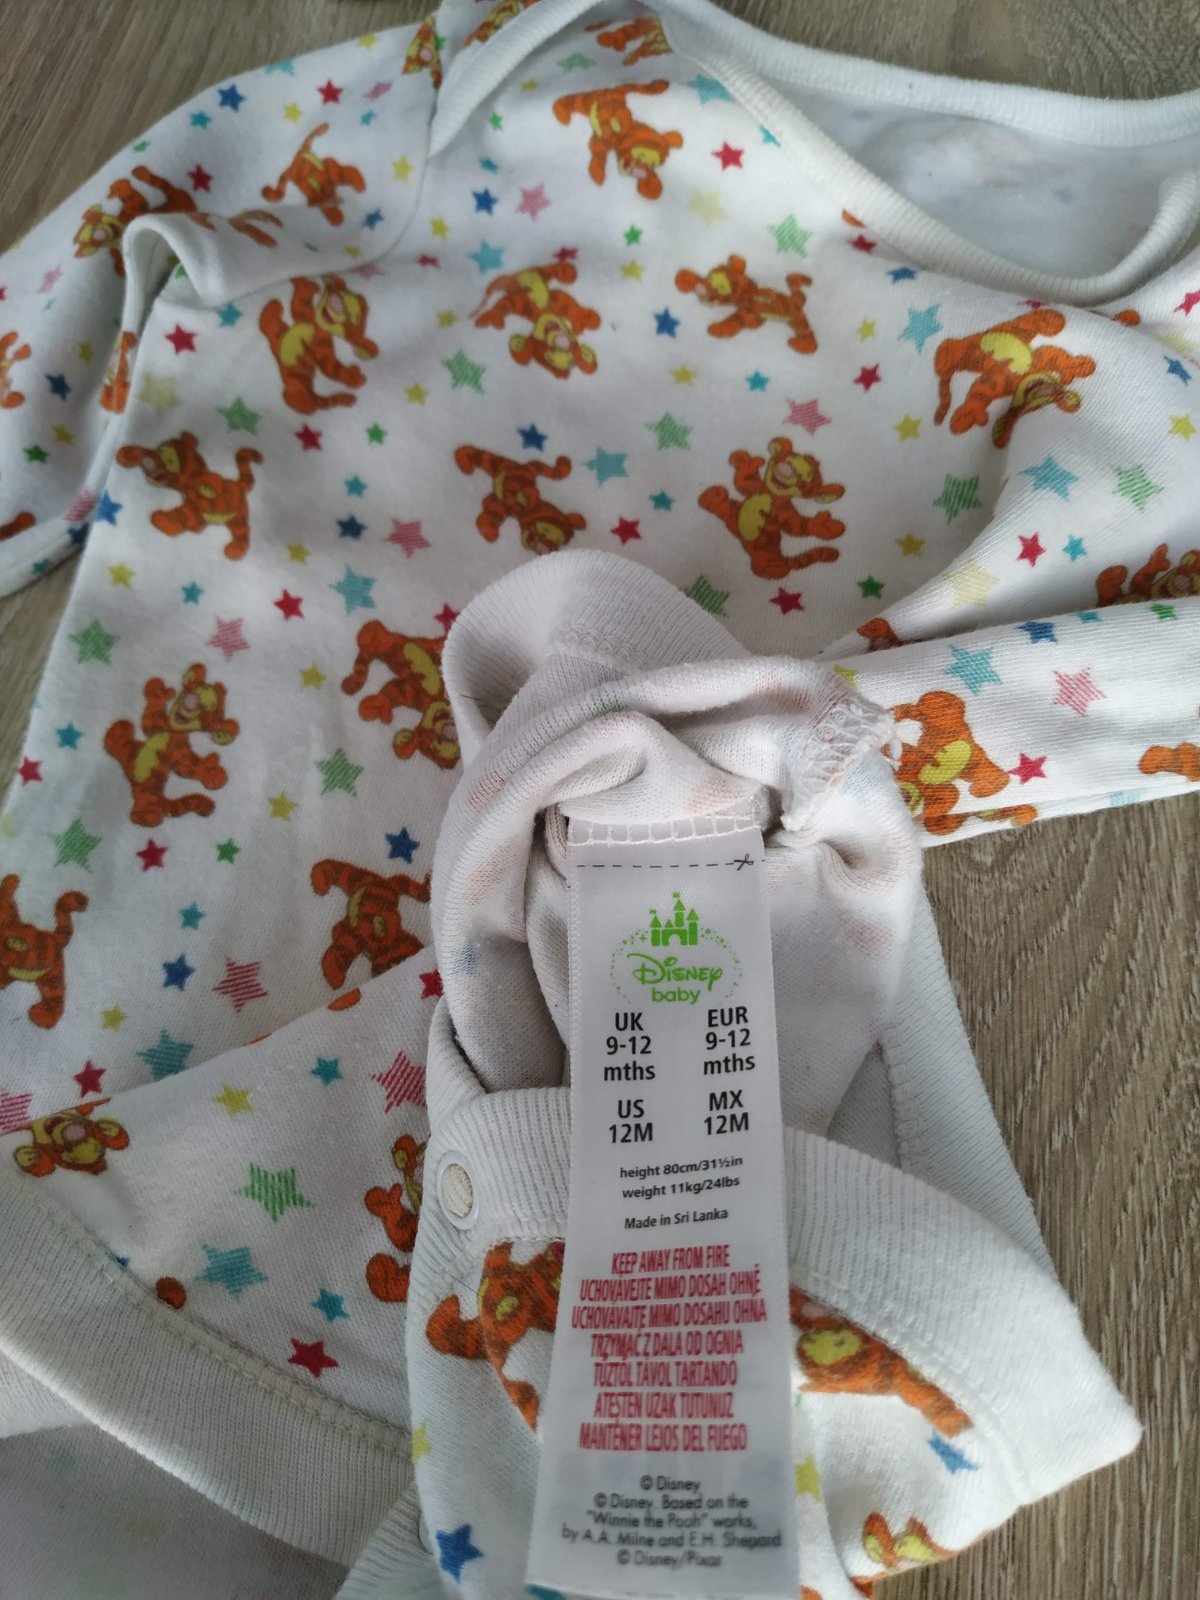 Disney
baby
UK EUR
9-12 9-12
mths mths
US MX
12M 12M
height 80cm/31½in
weight 11kg/24lbs
Made in Sri Lanka
KEEP AWAY FROM FIRE
UCHOVÁVEJTE MIMO DOSAH OHNĚ
UCHOVÁVAJTE MIMO DOSAHU OHŇA
TRZYMAĆ Z DALA OD OGNIA
TŰZTŐL TÁVOL TARTANDÓ
ATEŞTEN UZAK TUTUNUZ
MANTENER LEJOS DEL FUEGO
© Disney
© Disney. Based on the
"Winnie the Pooh" works,
by A.A. Milne and E.H. Shepard
© Disney/Pixar